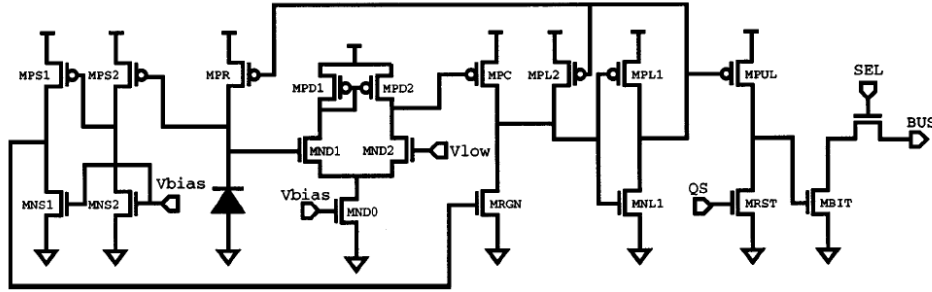 SEL
MPS1 MPS2 MPR MPD1 MPD2 MPC MPL2 MPL1 MPUL
BUS
MND1 MND2 Vlow
Vbias Vbias QS
MNS1 MNS2 MND0 MRGN MNL1 MRST MBIT